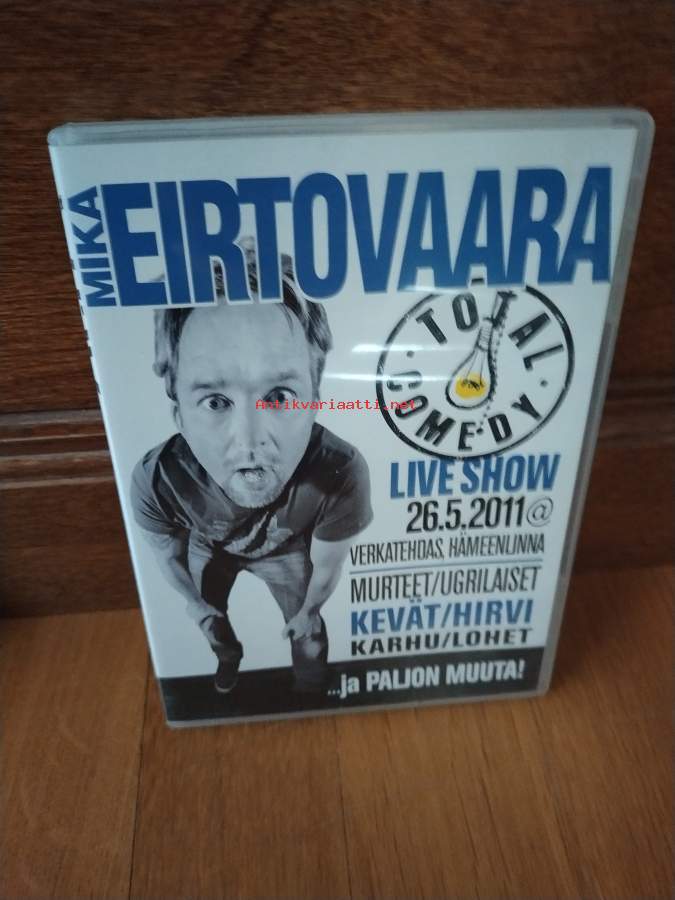 MIKA
EIRTOVAARA
TOTAL
COMEDY
Antikvariaatti.net
LIVE SHOW
26.5.2011@
VERKATEHDAS, HÄMEENLINNA
MURTEET/UGRILAISET
KEVÄT/HIRVI
KARHU/LOHET
...ja PALJON MUUTA!